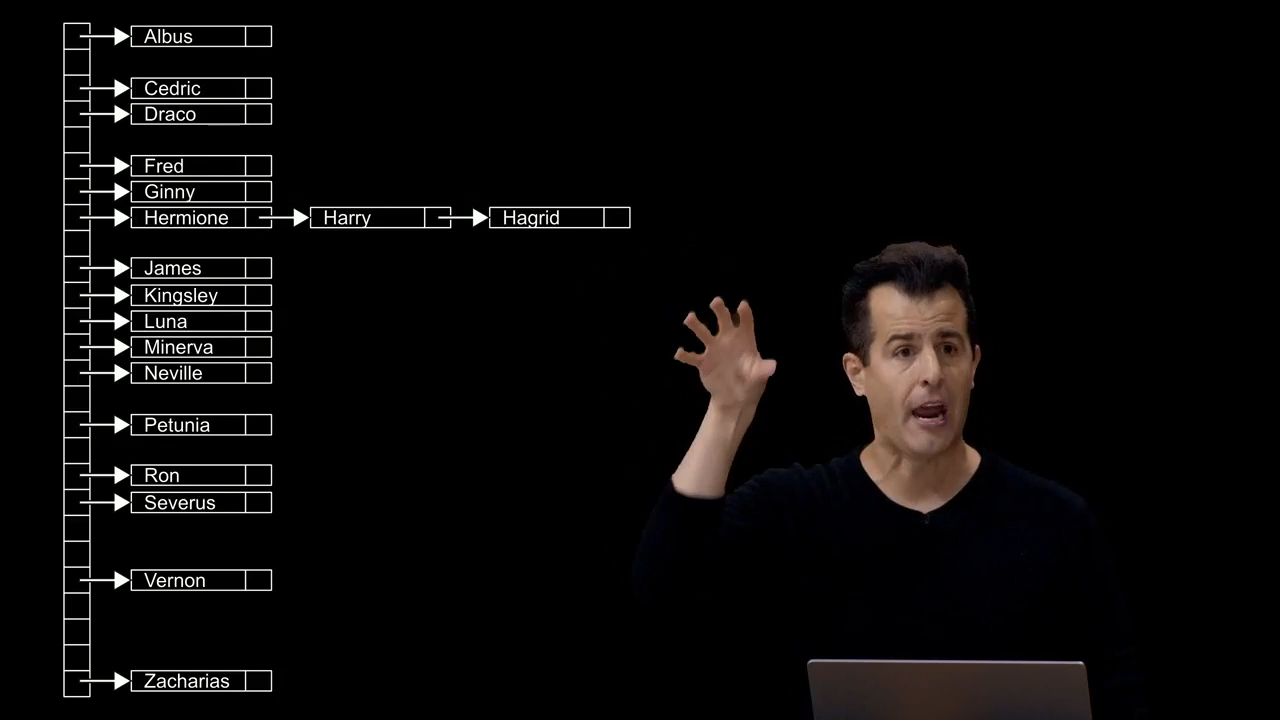 Albus
Cedric
Draco
Fred
Ginny
Hermione Harry Hagrid
James
Kingsley
Luna
Minerva
Neville
Petunia
Ron
Severus
Vernon
Zacharias